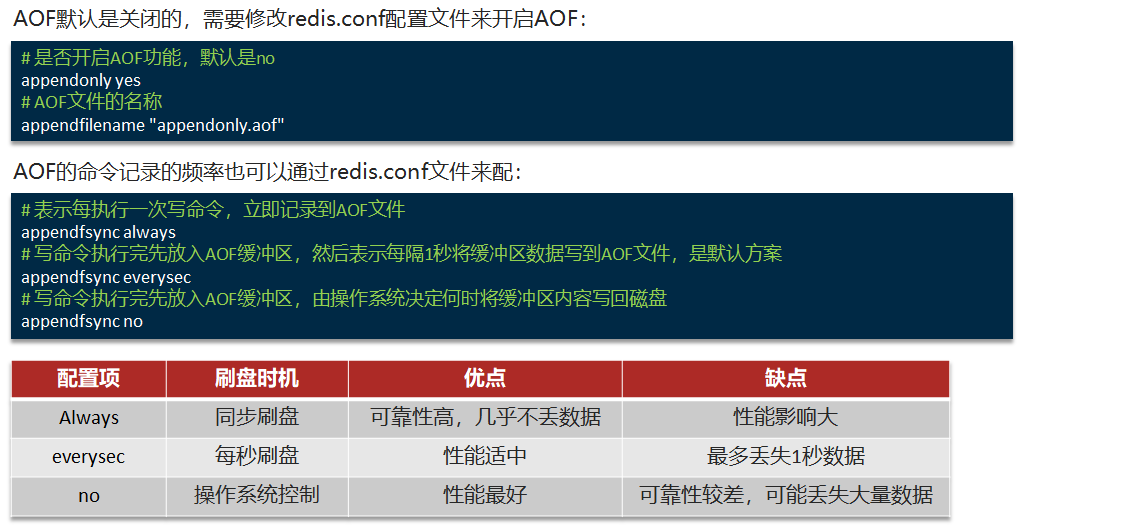 AOF默认是关闭的，需要修改redis.conf配置文件来开启AOF：
# 是否开启AOF功能，默认是no
appendonly yes
# AOF文件的名称
appendfilename "appendonly.aof"
AOF的命令记录的频率也可以通过redis.conf文件来配：
# 表示每执行一次写命令，立即记录到AOF文件
appendfsync always
# 写命令执行完先放入AOF缓冲区，然后表示每隔1秒将缓冲区数据写到AOF文件，是默认方案
appendfsync everysec
# 写命令执行完先放入AOF缓冲区，由操作系统决定何时将缓冲区内容写回磁盘
appendfsync no
配置项 刷盘时机 优点 缺点
Always 同步刷盘 可靠性高，几乎不丢数据 性能影响大
everysec 每秒刷盘 性能适中 最多丢失1秒数据
no 操作系统控制 性能最好 可靠性较差，可能丢失大量数据